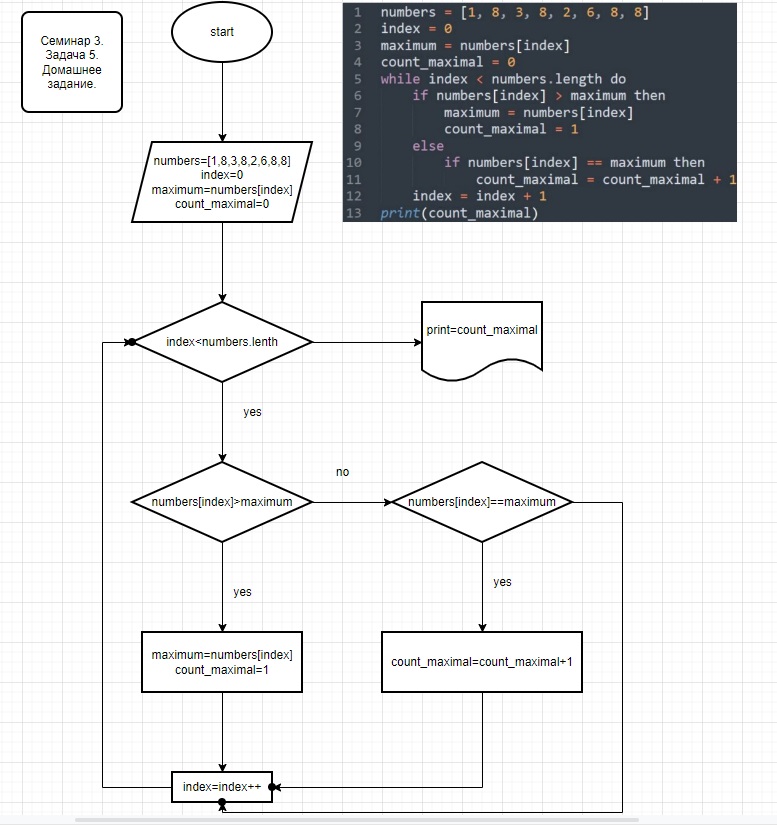 Семинар 3.
Задача 5.
Домашнее
задание.
start
numbers=[1,8,3,8,2,6,8,8]
index=0
maximum=numbers[index]
count_maximal=0
1 numbers = [1, 8, 3, 8, 2, 6, 8, 8]
2 index = 0
3 maximum = numbers[index]
4 count_maximal = 0
5 while index < numbers.length do
6 if numbers[index] > maximum then
7 maximum = numbers[index]
8 count_maximal = 1
9 else
10 if numbers[index] == maximum then
11 count_maximal = count_maximal + 1
12 index = index + 1
13 print(count_maximal)
index<numbers.lenth
print=count_maximal
yes
numbers[index]>maximum
no
numbers[index]==maximum
yes
yes
maximum=numbers[index]
count_maximal=1
count_maximal=count_maximal+1
index=index++